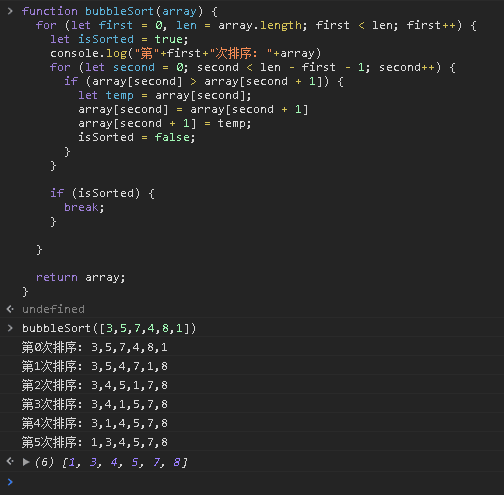 function bubbleSort(array) {
for (let first = 0, len = array.length; first < len; first++) {
let isSorted = true;
console.log("第"+first+"次排序: "+array)
for (let second = 0; second < len - first - 1; second++) {
if (array[second] > array[second + 1]) {
let temp = array[second];
array[second] = array[second + 1]
array[second + 1] = temp;
isSorted = false;
}
}
if (isSorted) {
break;
}
}
return array;
}
undefined
bubbleSort([3,5,7,4,8,1])
第0次排序: 3,5,7,4,8,1
第1次排序: 3,5,4,7,1,8
第2次排序: 3,4,5,1,7,8
第3次排序: 3,4,1,5,7,8
第4次排序: 3,1,4,5,7,8
第5次排序: 1,3,4,5,7,8
(6) [1, 3, 4, 5, 7, 8]